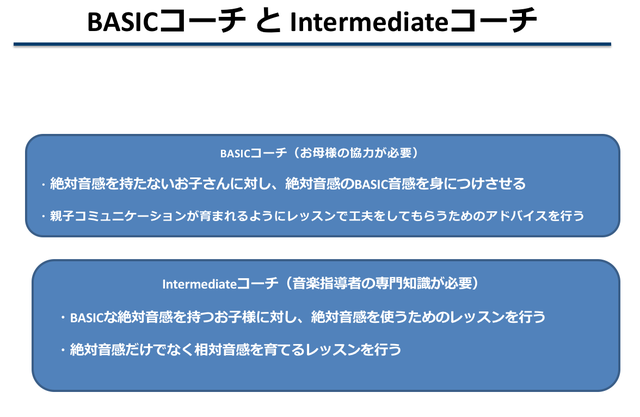 BASICコーチ と Intermediateコーチ
BASICコーチ（お母様の協力が必要）
・絶対音感を持たないお子さんに対し、絶対音感のBASIC音感を身につけさせる
・親子コミュニケーションが育まれるようにレッスンで工夫をしてもらうためのアドバイスを行う
Intermediateコーチ（音楽指導者の専門知識が必要）
・BASICな絶対音感を持つお子様に対し、絶対音感を使うためのレッスンを行う
・絶対音感だけでなく相対音感を育てるレッスンを行う